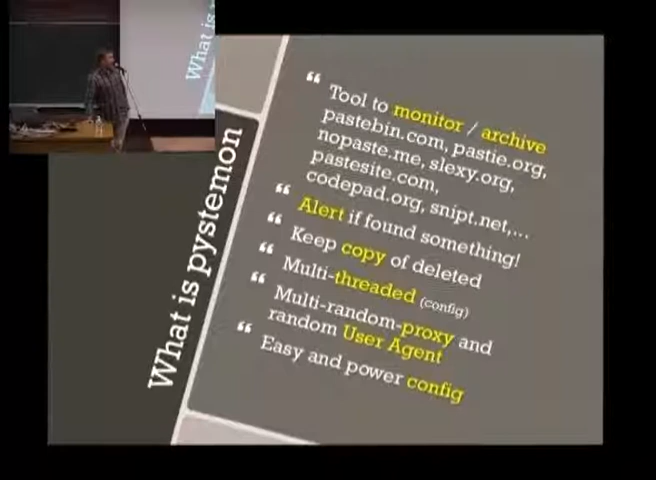 What is
What is pystemon
Tool to monitor / archive
pastebin.com, pastie.org,
nopaste.me, slexy.org,
pastesite.com,
codepad.org, snipt.net,...
Alert if found something!
Keep copy of deleted
Multi-threaded (config)
Multi-random-proxy and
random User Agent
Easy and power config